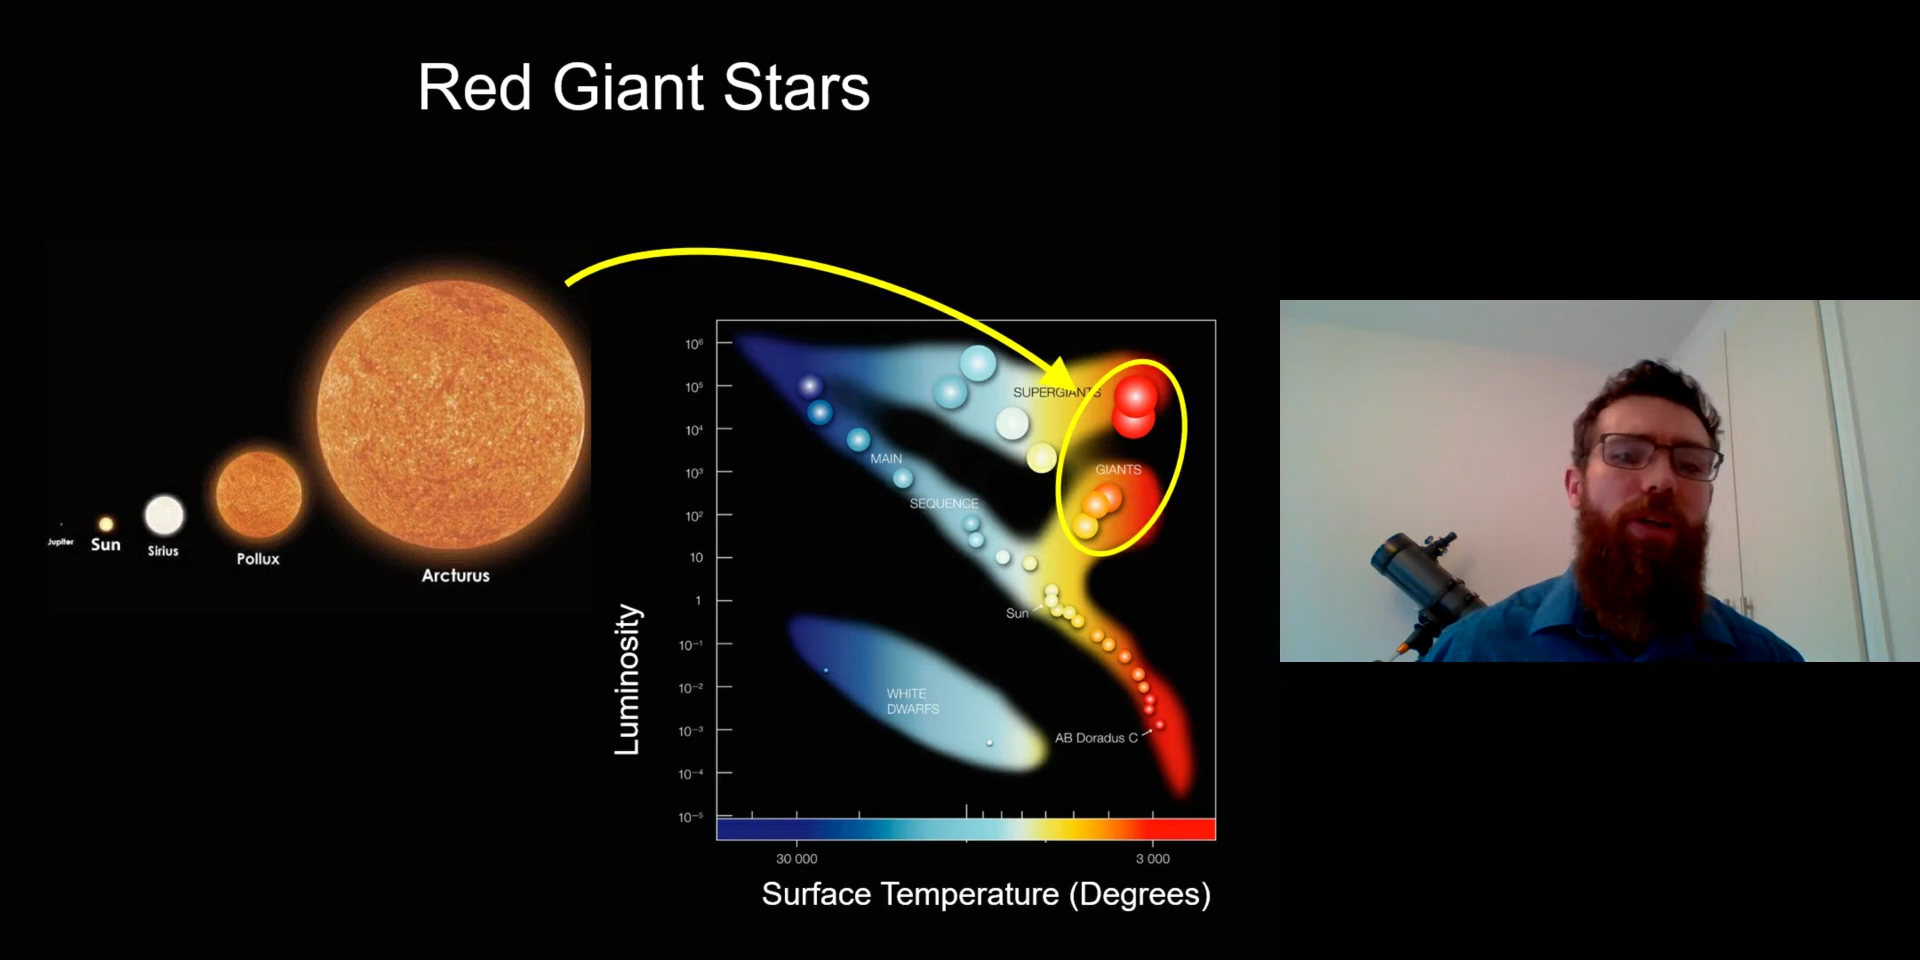 Red Giant Stars
Jupiter
Sun
Sirius
Pollux
Arcturus
Luminosity
10⁶
10⁵
10⁴
10³
10²
10
1
10⁻¹
10⁻²
10⁻³
10⁻⁴
10⁻⁵
SUPERGIANTS
GIANTS
MAIN
SEQUENCE
Sun
WHITE
DWARFS
AB Doradus C
30 000
3 000
Surface Temperature (Degrees)